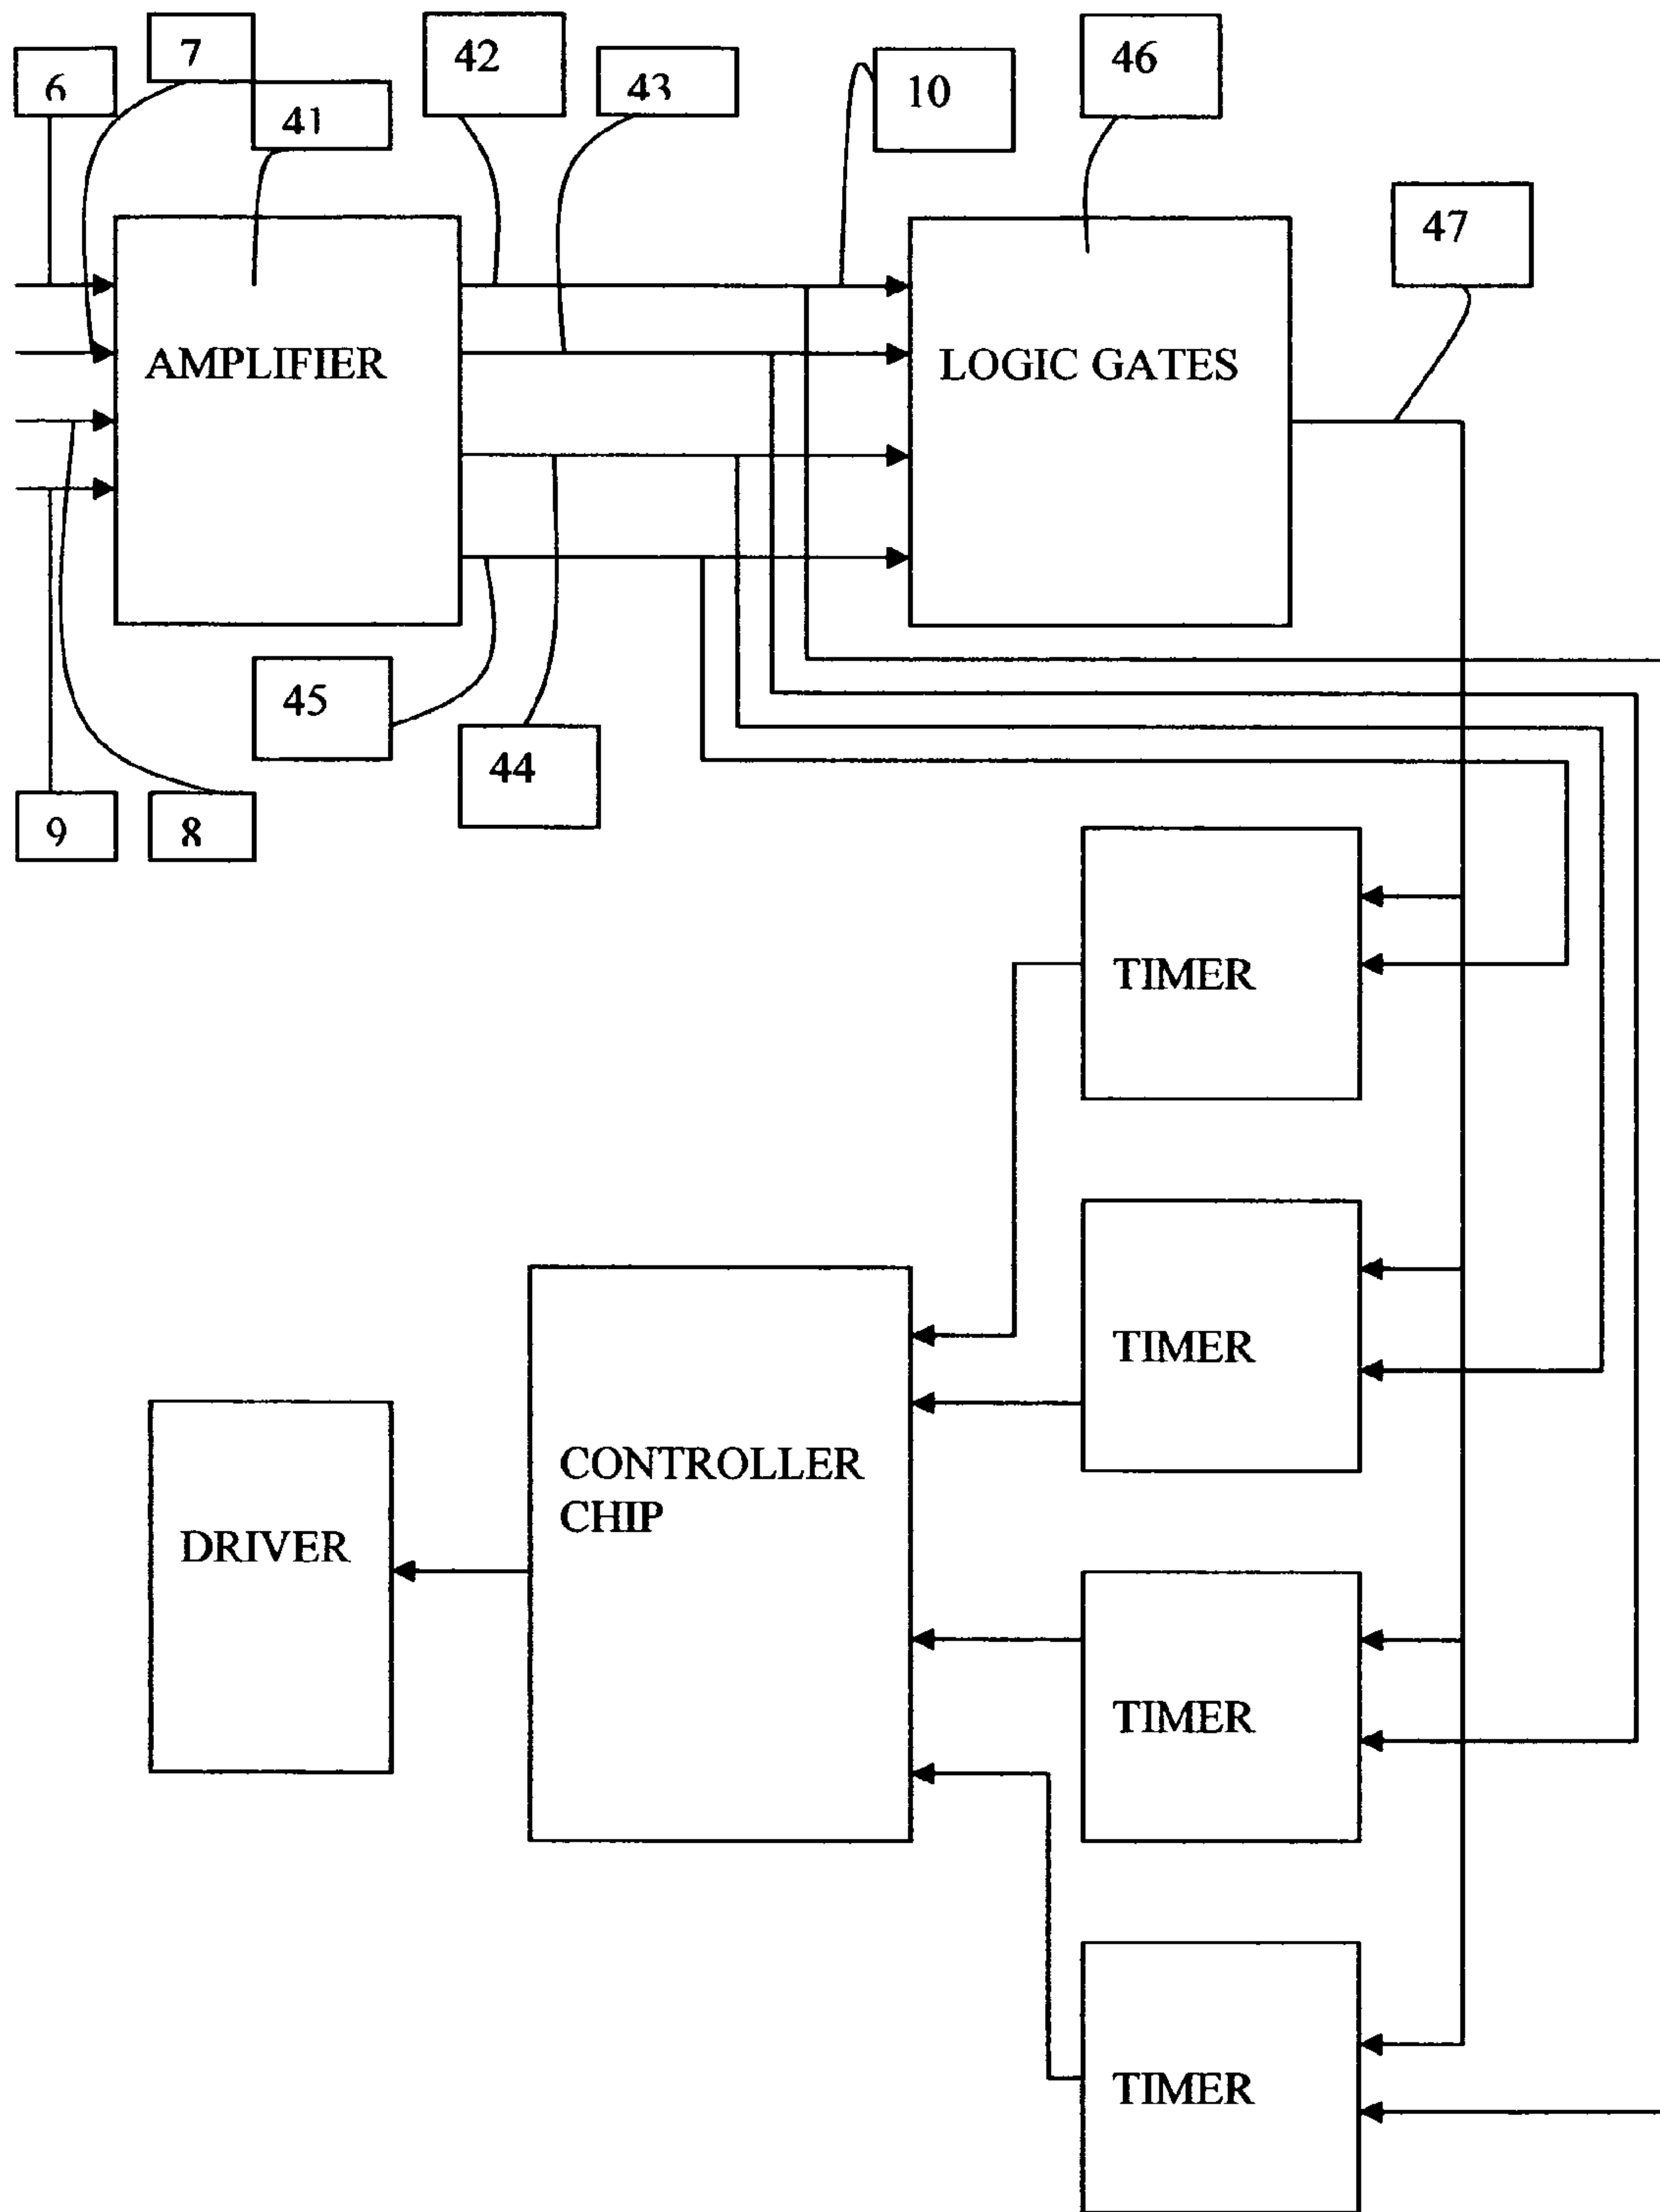 7
42
46
6
43
10
41
47
AMPLIFIER
LOGIC GATES
45
44
9
8
TIMER
TIMER
CONTROLLER
CHIP
DRIVER
TIMER
TIMER